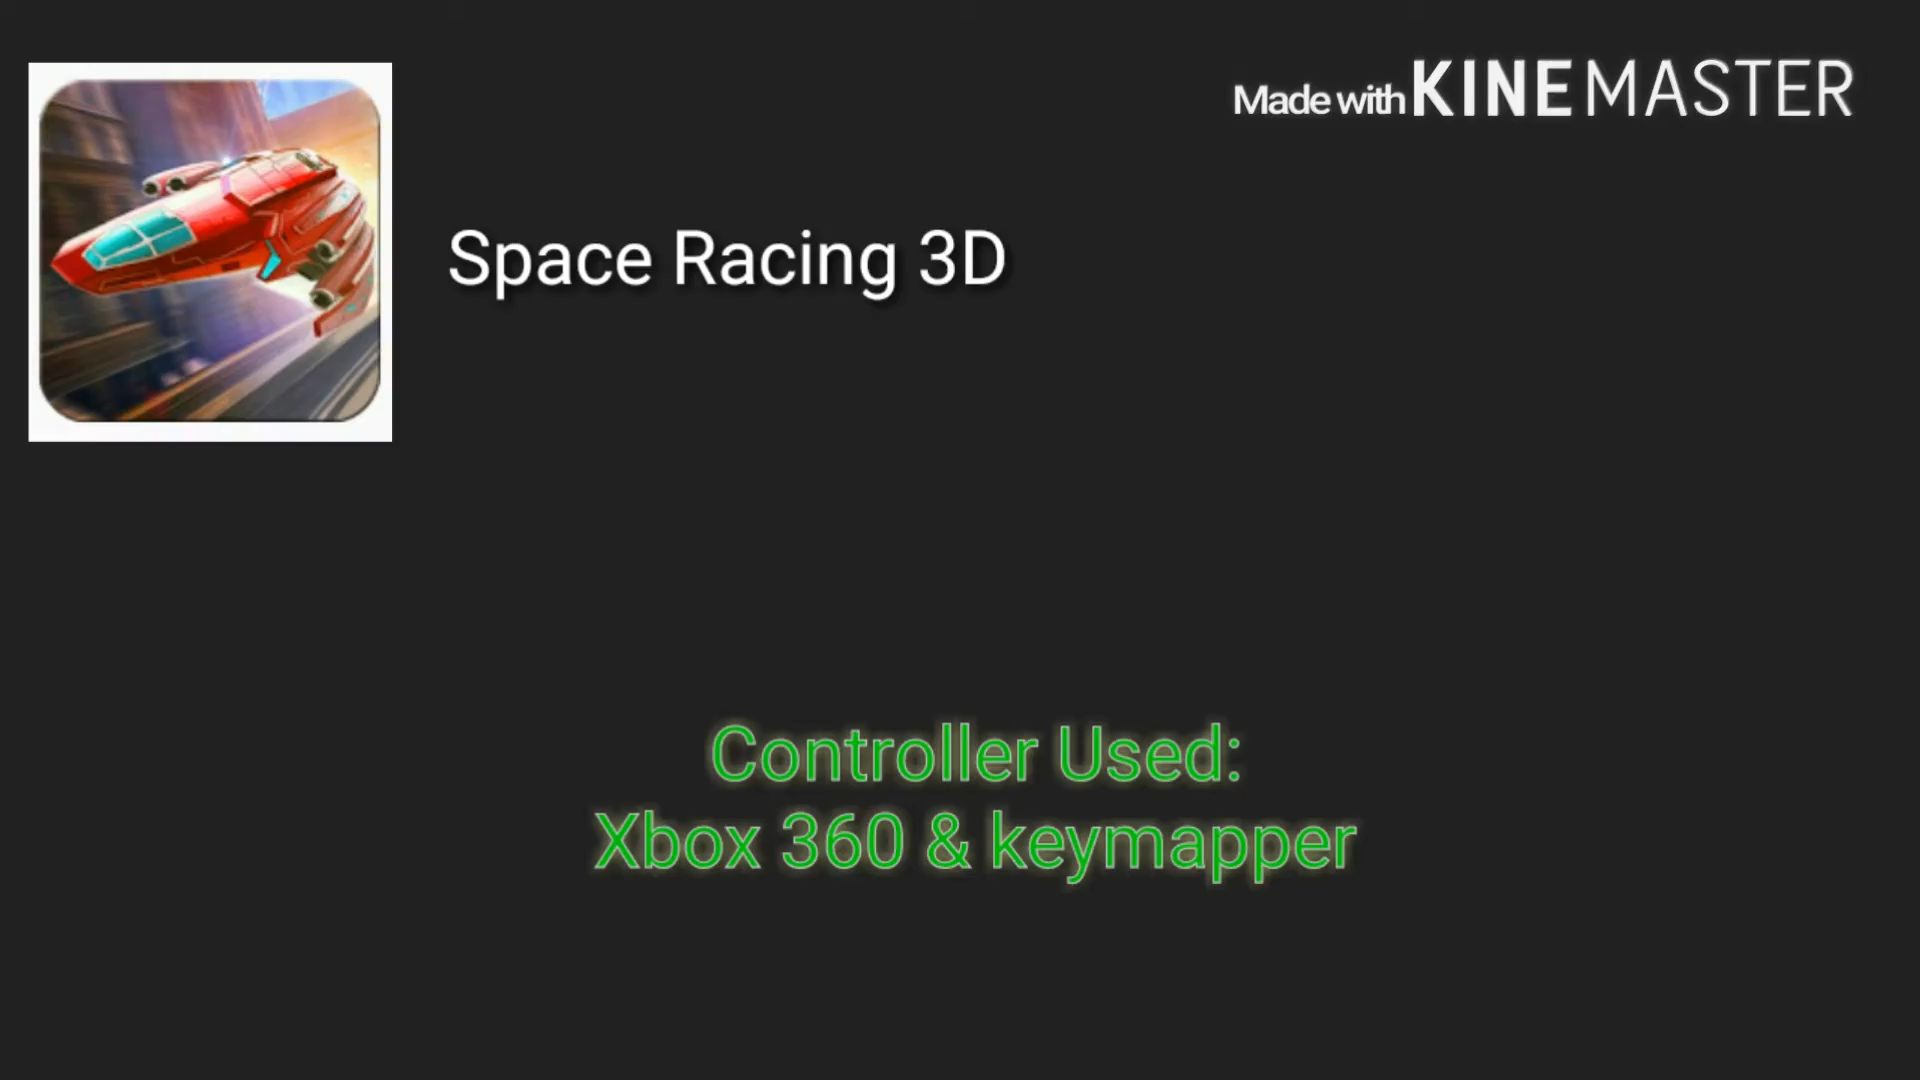 Made with KINEMASTER
Space Racing 3D
Controller Used:
Xbox 360 & keymapper